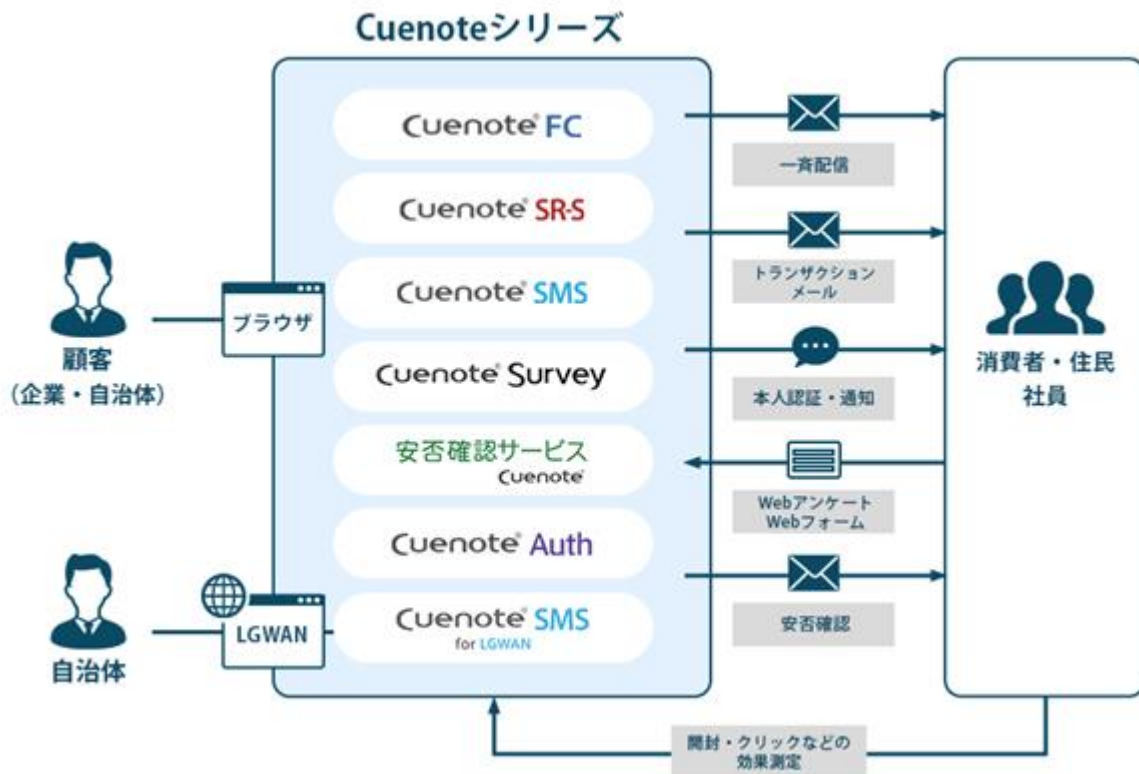 Cuenoteシリーズ
Cuenote® FC
Cuenote® SR-S
Cuenote® SMS
Cuenote® Survey
安否確認サービス
Cuenote®
Cuenote® Auth
Cuenote® SMS
for LGWAN
顧客
（企業・自治体）
ブラウザ
自治体
LGWAN
一斉配信
トランザクション
メール
本人認証・通知
Webアンケート
Webフォーム
安否確認
消費者・住民
社員
開封・クリックなどの
効果測定